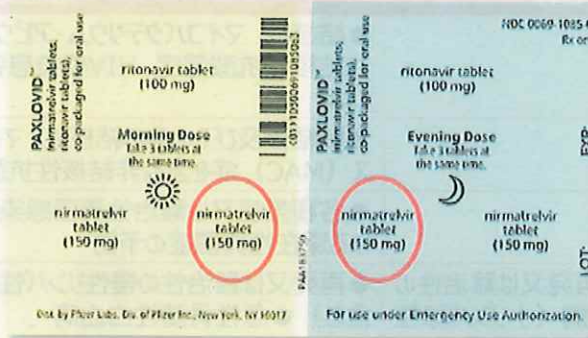 PAXLOVID™
nirmatrelvir tablets;
ritonavir tablets),
co-packaged for oral use
ritonavir tablet
(100 mg)
Morning Dose
Take 3 tablets at
the same time.
nirmatrelvir
tablet
(150 mg)
nirmatrelvir
tablet
(150 mg)
Dist. by Pfizer Labs, Div. of Pfizer Inc., New York, NY 10017
PAXLOVID™
nirmatrelvir tablets;
ritonavir tablets),
co-packaged for oral use
NDC 0069-1085-0
Rx on
ritonavir tablet
(100 mg)
Evening Dose
Take 3 tablets at
the same time.
nirmatrelvir
tablet
(150 mg)
nirmatrelvir
tablet
(150 mg)
For use under Emergency Use Authorization.
EXP